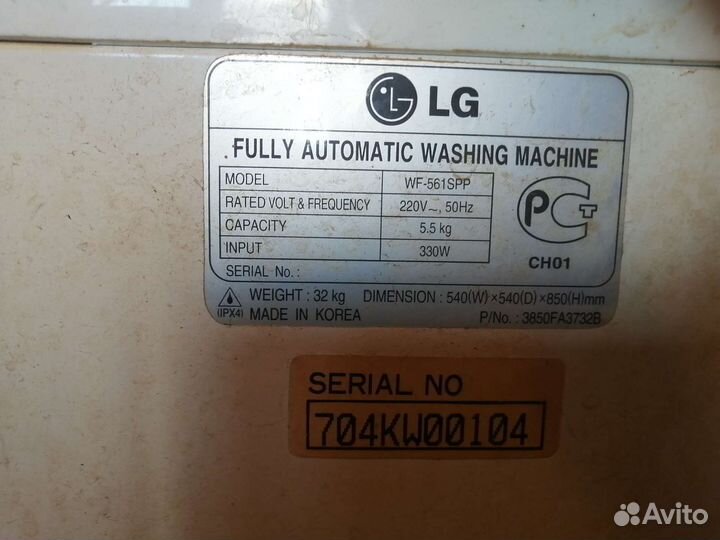 LG
FULLY AUTOMATIC WASHING MACHINE
MODEL WF-561SPP
RATED VOLT & FREQUENCY 220V~, 50Hz
CAPACITY 5.5 kg
INPUT 330W
SERIAL No. :
РСТ
CH01
WEIGHT : 32 kg DIMENSION : 540(W)×540(D)×850(H)mm
(IPX4) MADE IN KOREA P/No. : 3850FA3732B
SERIAL NO
704KW00104
Avito